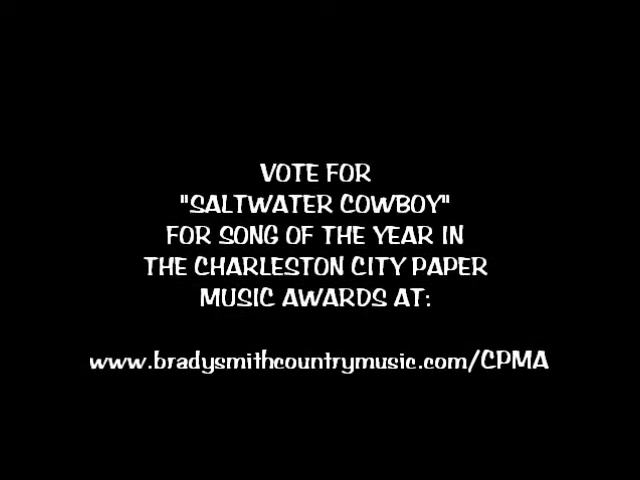 VOTE FOR
"SALTWATER COWBOY"
FOR SONG OF THE YEAR IN
THE CHARLESTON CITY PAPER
MUSIC AWARDS AT:
www.bradysmithcountrymusic.com/CPMA